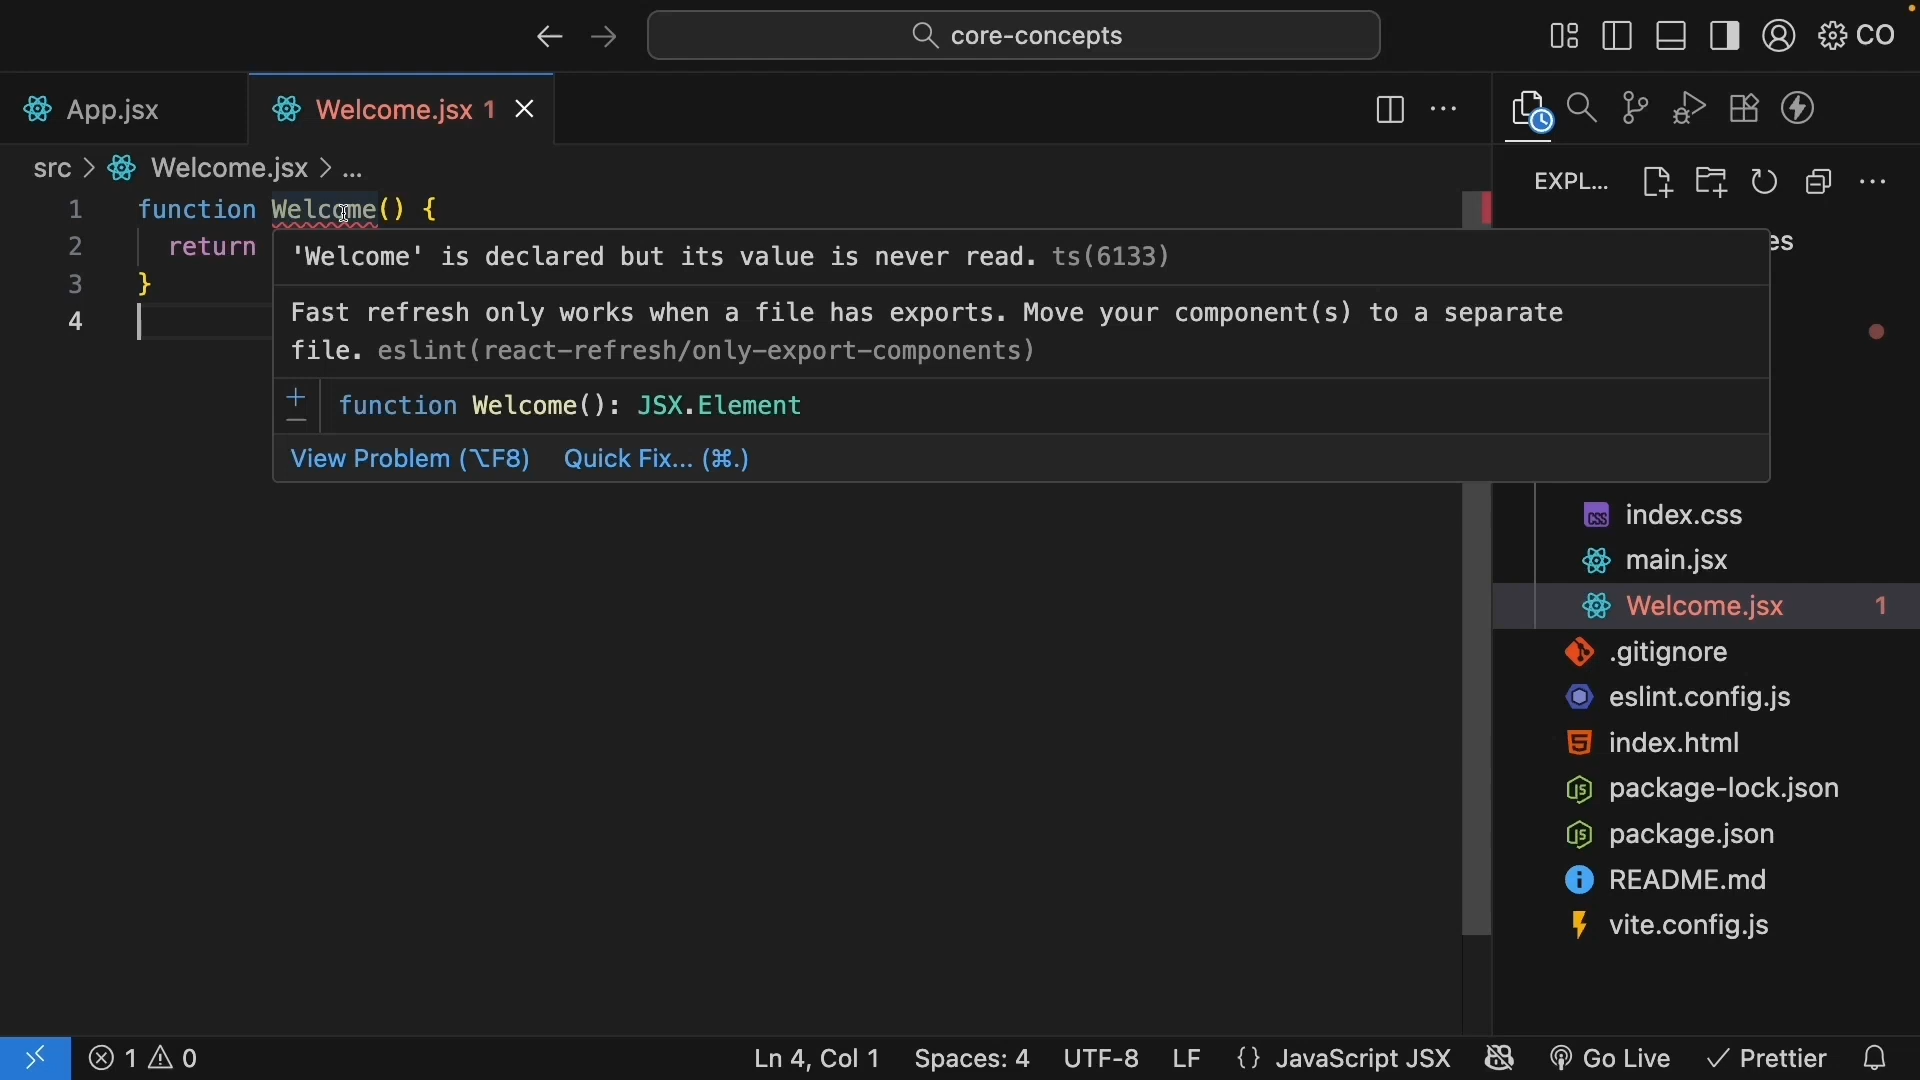 core-concepts
CO
App.jsx
Welcome.jsx 1
src > Welcome.jsx > ...
EXPL...
1 function Welcome() {
2 return
3 }
4
'Welcome' is declared but its value is never read. ts(6133)
Fast refresh only works when a file has exports. Move your component(s) to a separate
file. eslint(react-refresh/only-export-components)
+ function Welcome(): JSX.Element
View Problem (⌥F8) Quick Fix... (⌘.)
es
index.css
main.jsx
Welcome.jsx 1
.gitignore
eslint.config.js
index.html
package-lock.json
package.json
README.md
vite.config.js
1 0
Ln 4, Col 1 Spaces: 4 UTF-8 LF {} JavaScript JSX Go Live Prettier